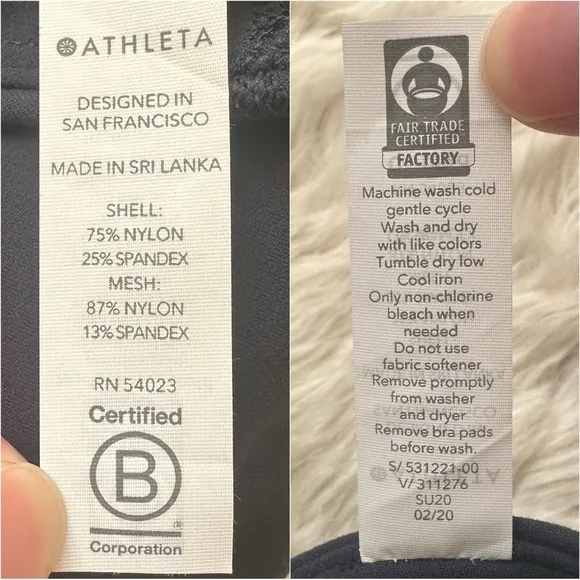 ATHLETA
DESIGNED IN
SAN FRANCISCO
MADE IN SRI LANKA
SHELL:
75% NYLON
25% SPANDEX
MESH:
87% NYLON
13% SPANDEX
RN 54023
Certified
B
®
Corporation
FAIR TRADE
CERTIFIED
FACTORY
Machine wash cold
gentle cycle
Wash and dry
with like colors
Tumble dry low
Cool iron
Only non-chlorine
bleach when
needed
Do not use
fabric softener
Remove promptly
from washer
and dryer
Remove bra pads
before wash.
S/ 531221-00
V/ 311276
SU20
02/20